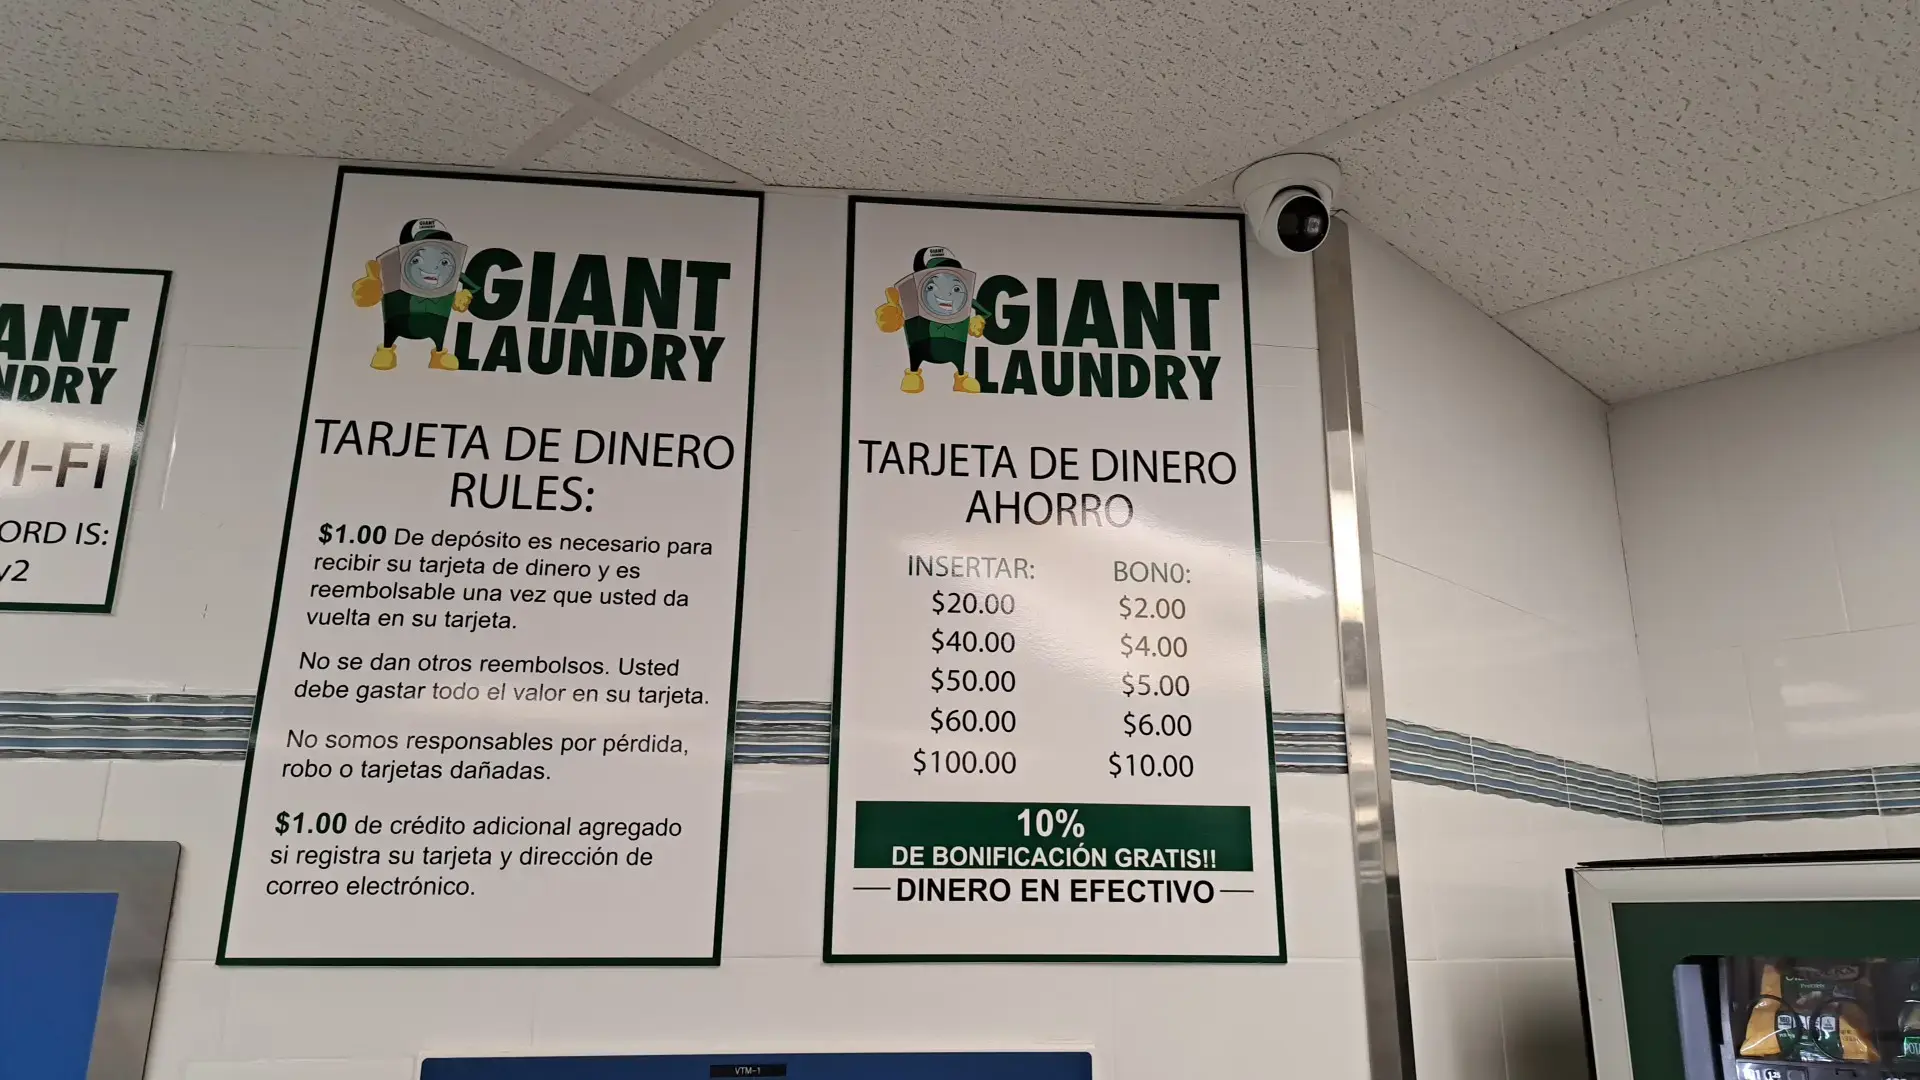 ANT
NDRY
WI-FI
ORD IS:
y2
GIANT
LAUNDRY
TARJETA DE DINERO
RULES:
$1.00 De depósito es necesario para
recibir su tarjeta de dinero y es
reembolsable una vez que usted da
vuelta en su tarjeta.
No se dan otros reembolsos. Usted
debe gastar todo el valor en su tarjeta.
No somos responsables por pérdida,
robo o tarjetas dañadas.
$1.00 de crédito adicional agregado
si registra su tarjeta y dirección de
correo electrónico.
GIANT
LAUNDRY
TARJETA DE DINERO
AHORRO
INSERTAR: BON0:
$20.00 $2.00
$40.00 $4.00
$50.00 $5.00
$60.00 $6.00
$100.00 $10.00
10%
DE BONIFICACIÓN GRATIS!!
DINERO EN EFECTIVO
VTM-1